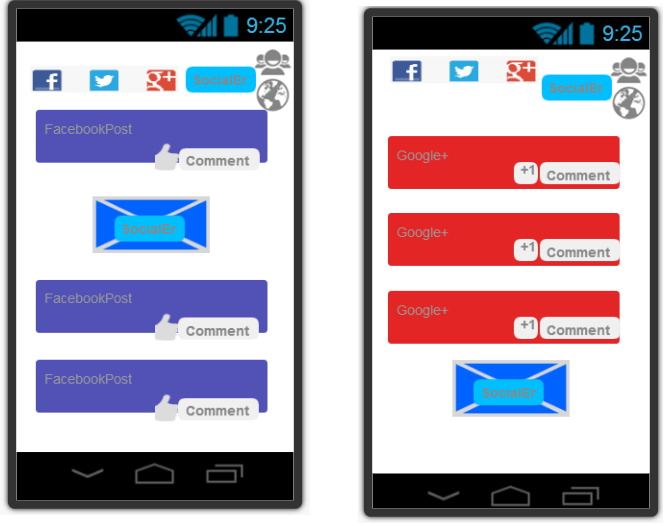 9:25
f
g+
SocialEr
FacebookPost
Comment
SocialEr
FacebookPost
Comment
FacebookPost
Comment
9:25
f
g+
SocialEr
Google+
+1
Comment
Google+
+1
Comment
Google+
+1
Comment
SocialEr